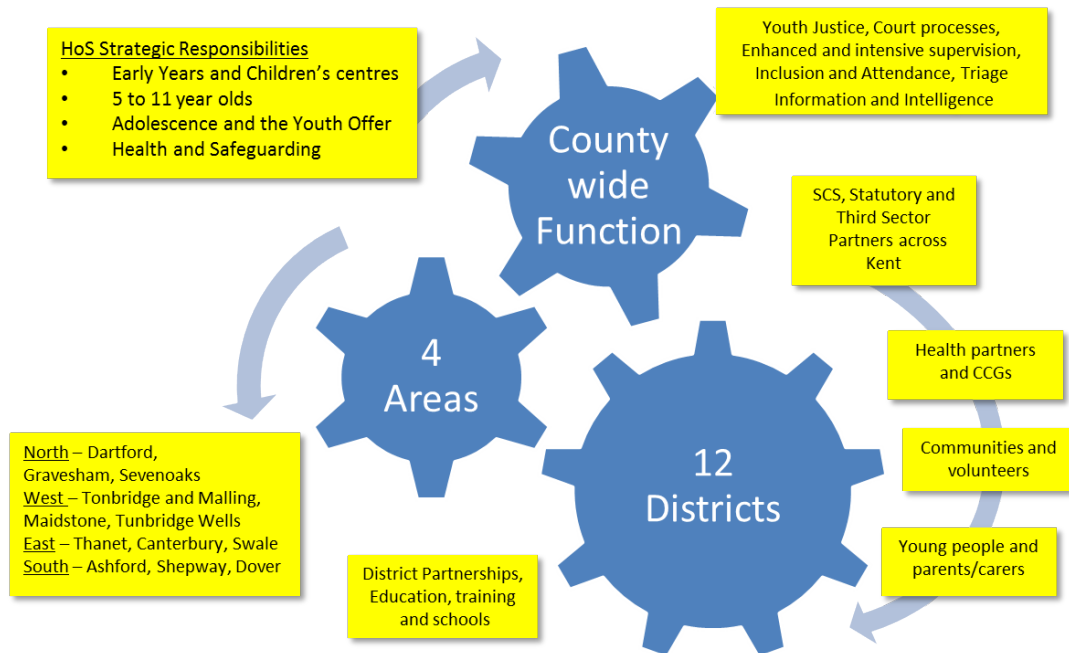 HoS Strategic Responsibilities
• Early Years and Children’s centres
• 5 to 11 year olds
• Adolescence and the Youth Offer
• Health and Safeguarding
Youth Justice, Court processes,
Enhanced and intensive supervision,
Inclusion and Attendance, Triage
Information and Intelligence
County
wide
Function
SCS, Statutory and
Third Sector
Partners across
Kent
4
Areas
Health partners
and CCGs
12
Districts
Communities and
volunteers
North – Dartford,
Gravesham, Sevenoaks
West – Tonbridge and Malling,
Maidstone, Tunbridge Wells
East – Thanet, Canterbury, Swale
South – Ashford, Shepway, Dover
District Partnerships,
Education, training
and schools
Young people and
parents/carers